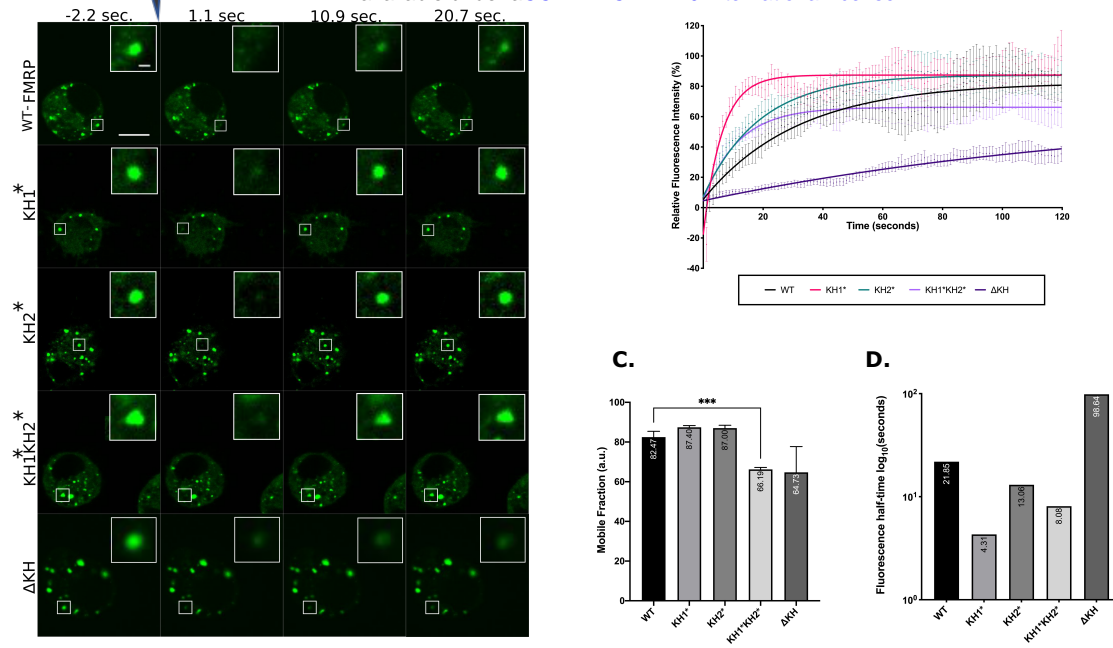 -2.2 sec.
1.1 sec
10.9 sec.
20.7 sec.
WT- FMRP
KH1*
KH2*
KH1*KH2*
ΔKH
Relative Fluorescence Intensity (%)
120
100
80
60
40
20
0
-20
-40
20
40
60
80
100
120
Time (seconds)
WT
KH1*
KH2*
KH1*KH2*
ΔKH
C.
Mobile Fraction (a.u.)
100
80
60
40
20
0
***
82.47
87.40
87.00
66.19
64.73
WT
KH1*
KH2*
KH1*KH2*
ΔKH
D.
Fluorescence half-time log10(seconds)
10²
10¹
10⁰
21.85
4.31
13.06
8.08
98.64
WT
KH1*
KH2*
KH1*KH2*
ΔKH